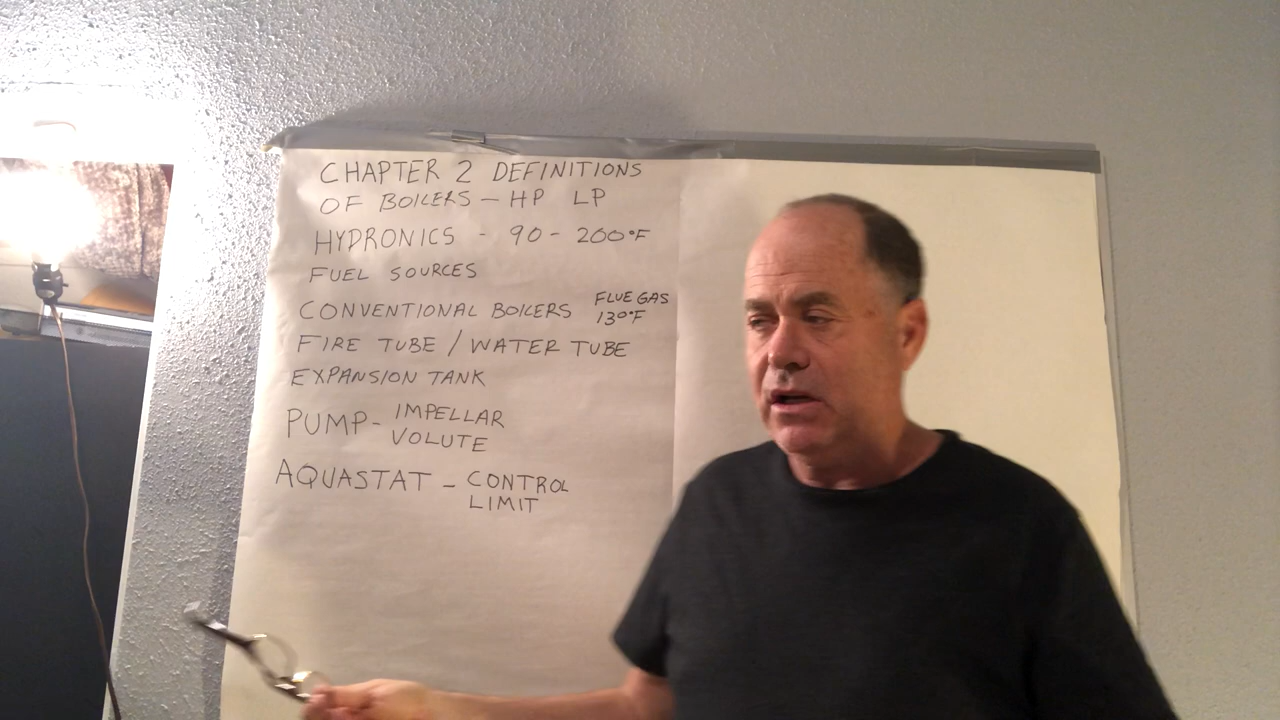 CHAPTER 2 DEFINITIONS
OF BOILERS - HP LP
HYDRONICS - 90 - 200°F
FUEL SOURCES
CONVENTIONAL BOILERS FLUE GAS
130°F
FIRE TUBE / WATER TUBE
EXPANSION TANK
PUMP - IMPELLAR
VOLUTE
AQUASTAT - CONTROL
LIMIT